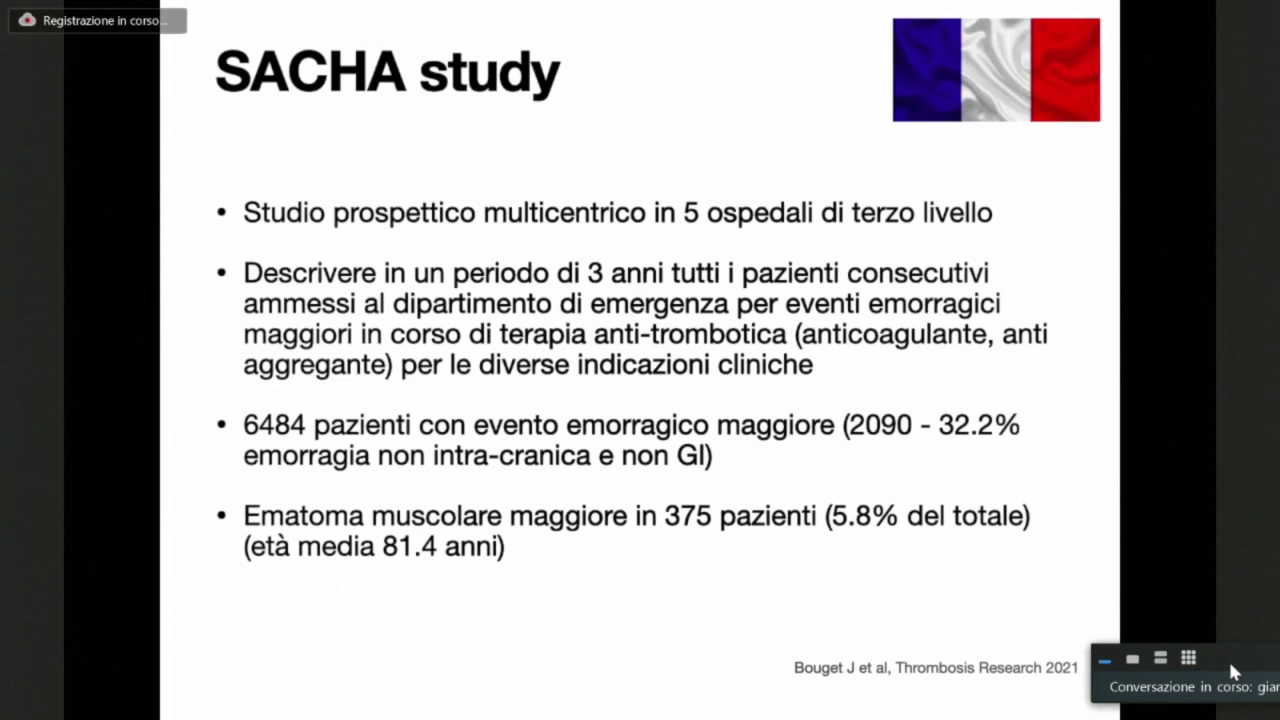 Registrazione in corso...
SACHA study
• Studio prospettico multicentrico in 5 ospedali di terzo livello
• Descrivere in un periodo di 3 anni tutti i pazienti consecutivi
ammessi al dipartimento di emergenza per eventi emorragici
maggiori in corso di terapia anti-trombotica (anticoagulante, anti
aggregante) per le diverse indicazioni cliniche
• 6484 pazienti con evento emorragico maggiore (2090 - 32.2%
emorragia non intra-cranica e non GI)
• Ematoma muscolare maggiore in 375 pazienti (5.8% del totale)
(età media 81.4 anni)
Bouget J et al, Thrombosis Research 2021
Conversazione in corso: